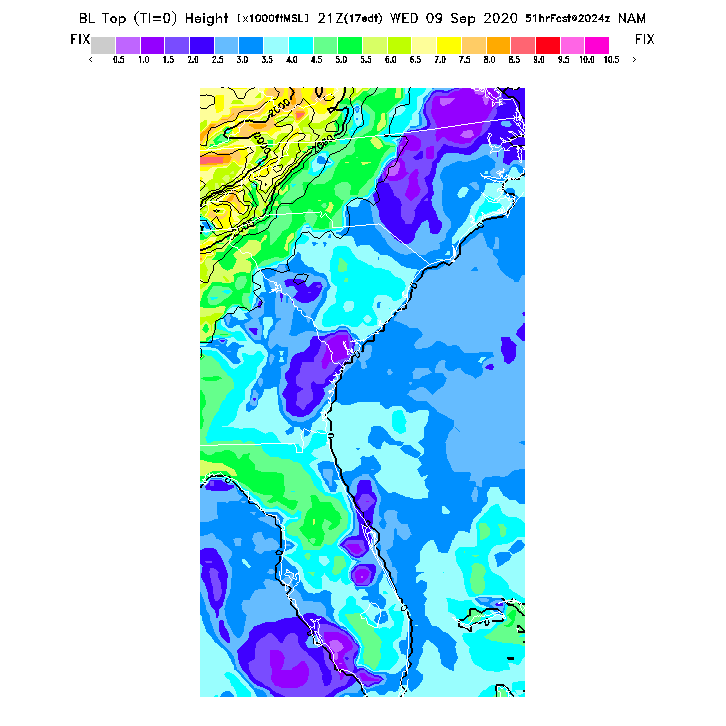 BL Top (TI=0) Height [x1000ftMSL] 21Z(17edt) WED 09 Sep 2020 51hrFcst@2024z NAM
FIX FIX
< 0.5 1.0 1.5 2.0 2.5 3.0 3.5 4.0 4.5 5.0 5.5 6.0 6.5 7.0 7.5 8.0 8.5 9.0 9.5 10.0 10.5 >
2000
2000
2000